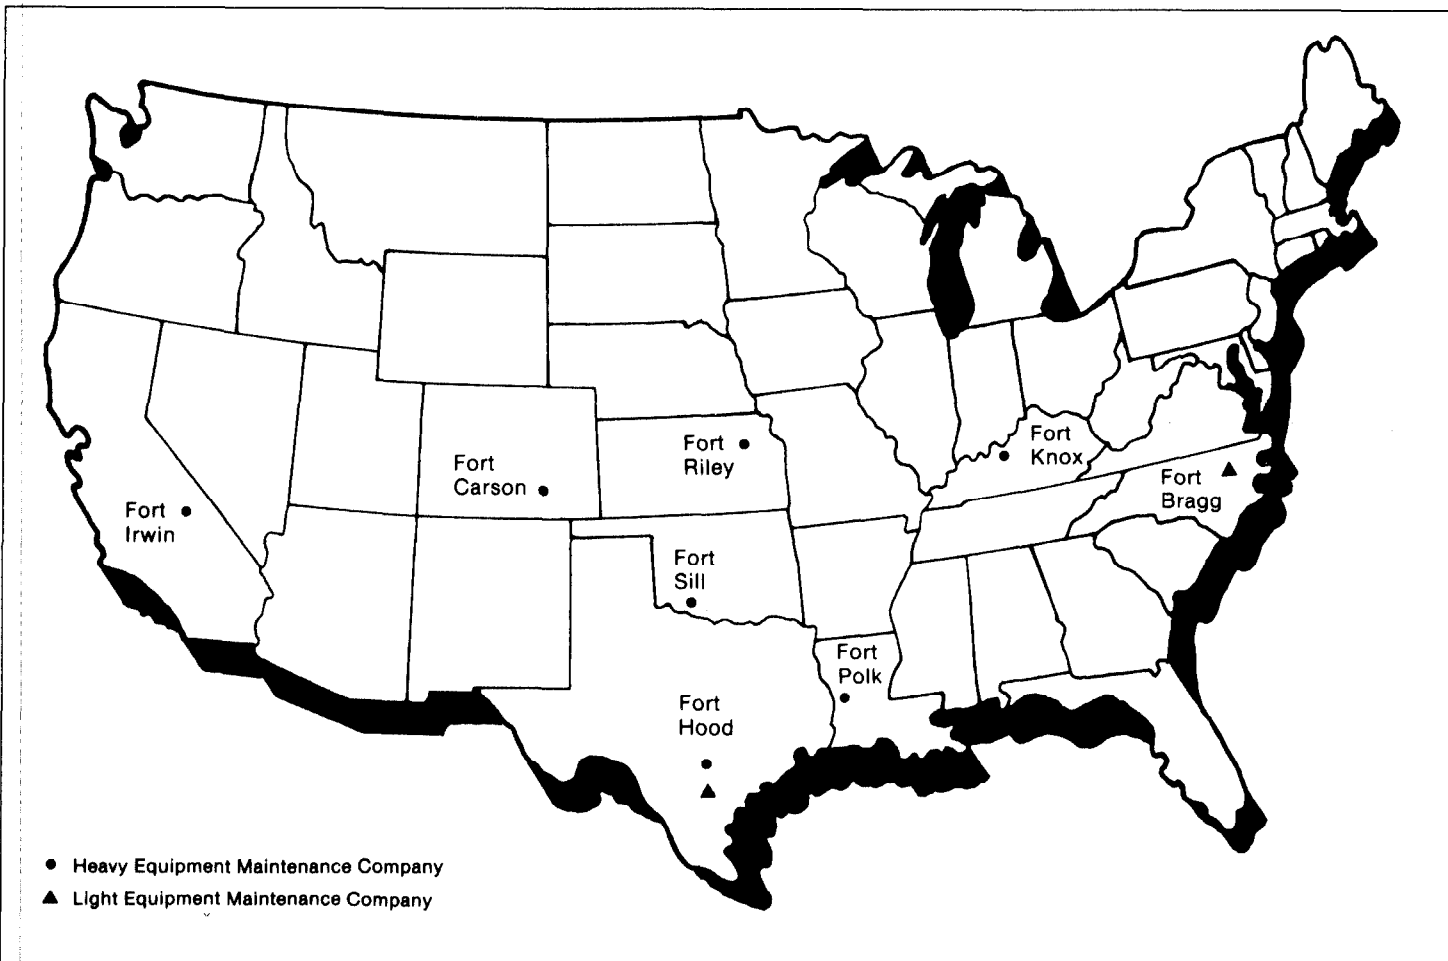 Fort
Knox
Fort
Riley
Fort
Carson
Fort
Bragg
Fort
Irwin
Fort
Sill
Fort
Polk
Fort
Hood
● Heavy Equipment Maintenance Company
▲ Light Equipment Maintenance Company